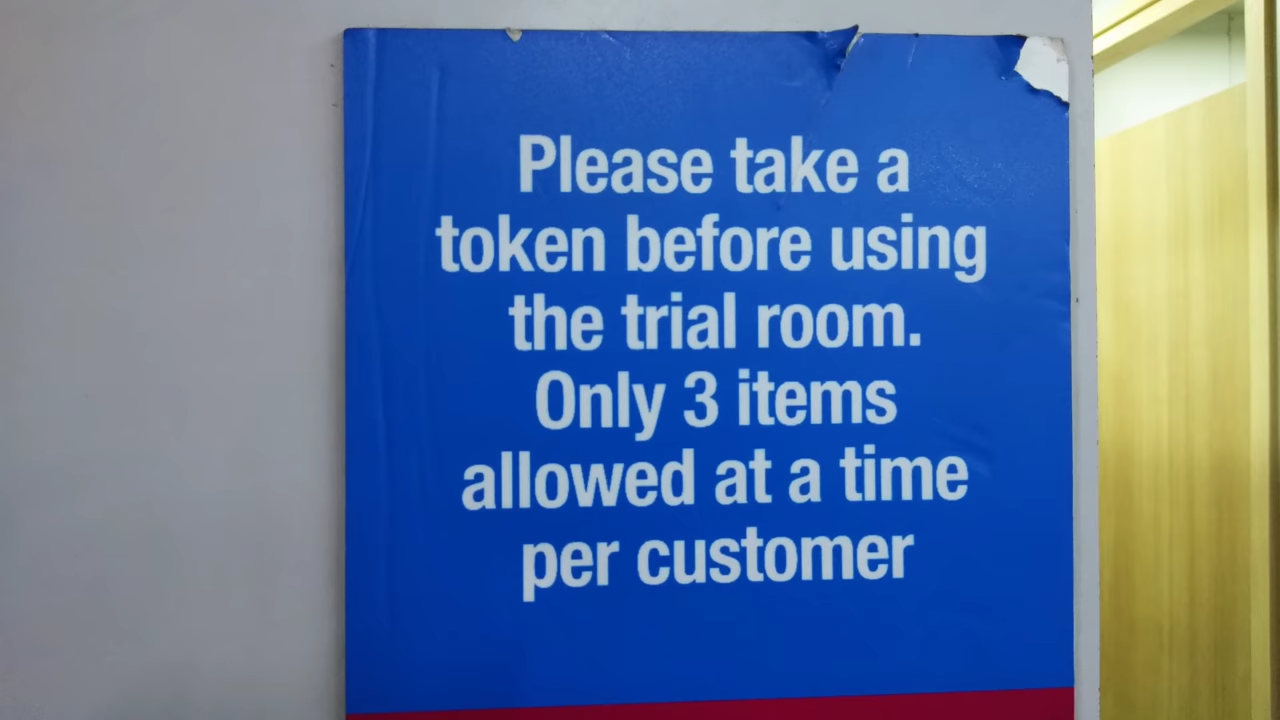 Please take a
token before using
the trial room.
Only 3 items
allowed at a time
per customer